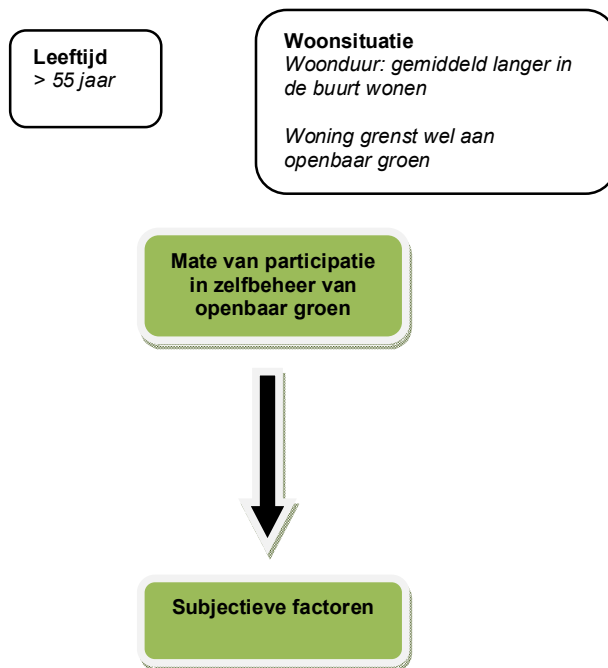 Leeftijd
> 55 jaar
Woonsituatie
Woonduur: gemiddeld langer in
de buurt wonen
Woning grenst wel aan
openbaar groen
Mate van participatie
in zelfbeheer van
openbaar groen
Subjectieve factoren